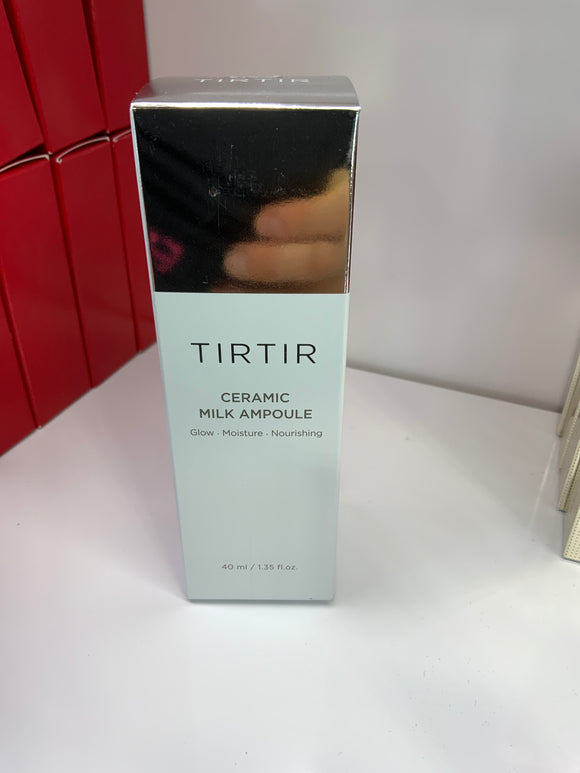 TIRTIR
TIRTIR
CERAMIC
MILK AMPOULE
Glow · Moisture · Nourishing
40 ml / 1.35 fl.oz.